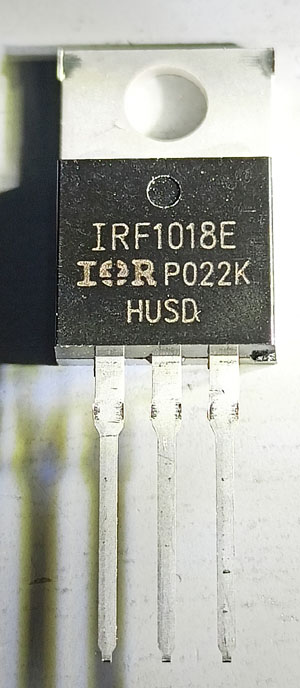 IRF1018E
IOR P022K
HUSD